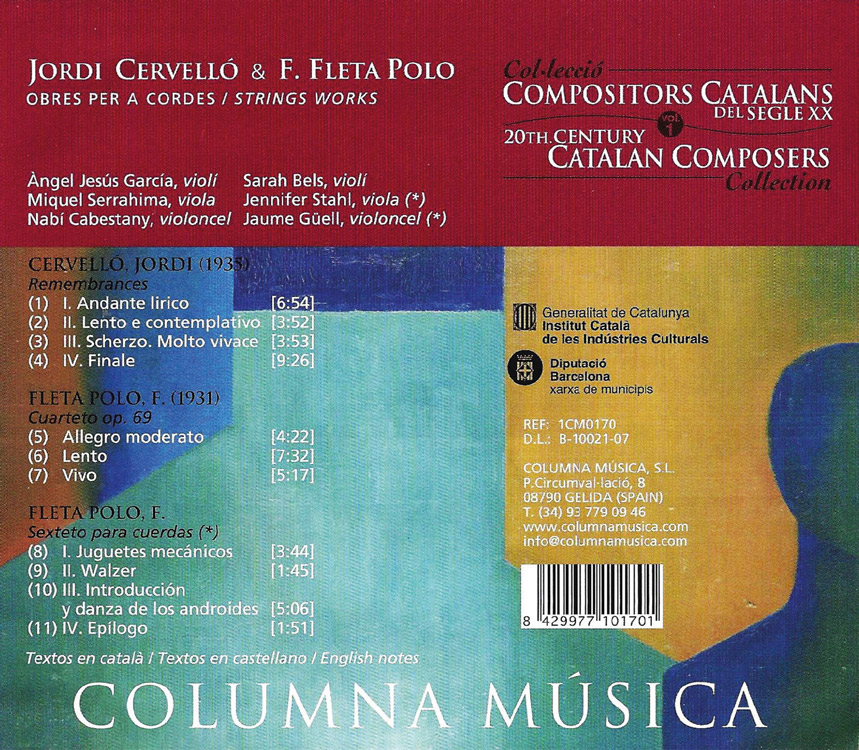 JORDI CERVELLÓ & F. FLETA POLO
OBRES PER A CORDES / STRINGS WORKS
Col·lecció
COMPOSITORS CATALANS
DEL SEGLE XX
vol. 1
20TH. CENTURY
CATALAN COMPOSERS
Collection
Àngel Jesús García, violí
Miquel Serrahima, viola
Nabí Cabestany, violoncel
Sarah Bels, violí
Jennifer Stahl, viola (*)
Jaume Güell, violoncel (*)
CERVELLÓ, JORDI (1935)
Remembrances
(1) I. Andante lirico [6:54]
(2) II. Lento e contemplativo [3:52]
(3) III. Scherzo. Molto vivace [3:53]
(4) IV. Finale [9:26]
FLETA POLO, F. (1931)
Cuarteto op. 69
(5) Allegro moderato [4:22]
(6) Lento [7:32]
(7) Vivo [5:17]
FLETA POLO, F.
Sexteto para cuerdas (*)
(8) I. Juguetes mecánicos [3:44]
(9) II. Walzer [1:45]
(10) III. Introducción
y danza de los androides [5:06]
(11) IV. Epílogo [1:51]
Textos en català / Textos en castellano / English notes
Generalitat de Catalunya
Institut Català
de les Indústries Culturals
Diputació
Barcelona
xarxa de municipis
REF: 1CM0170
D.L.: B-10021-07
COLUMNA MÚSICA, S.L.
P.Circumval·lació, 8
08790 GELIDA (SPAIN)
T. (34) 93 779 09 46
www.columnamusica.com
info@columnamusica.com
8 429977 101701
COLUMNA MÚSICA